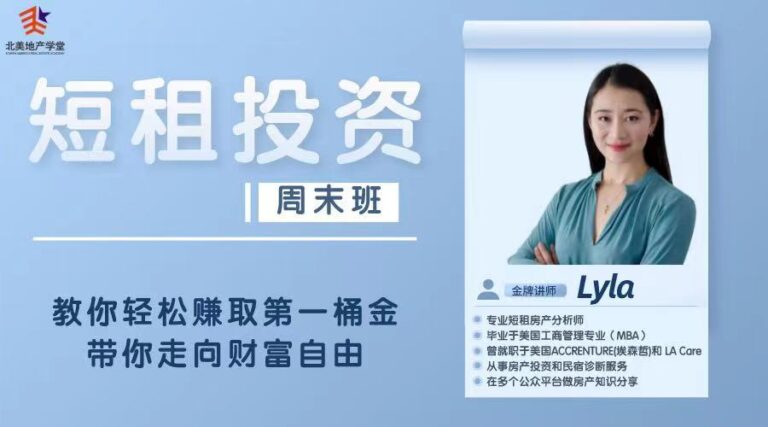 北美地产学堂
短租投资
周末班
教你轻松赚取第一桶金
带你走向财富自由
金牌讲师 Lyla
专业短租房产分析师
毕业于美国工商管理专业（MBA）
曾就职于美国ACCRENTURE(埃森哲)和 LA Care
从事房产投资和民宿诊断服务
在多个公众平台做房产知识分享